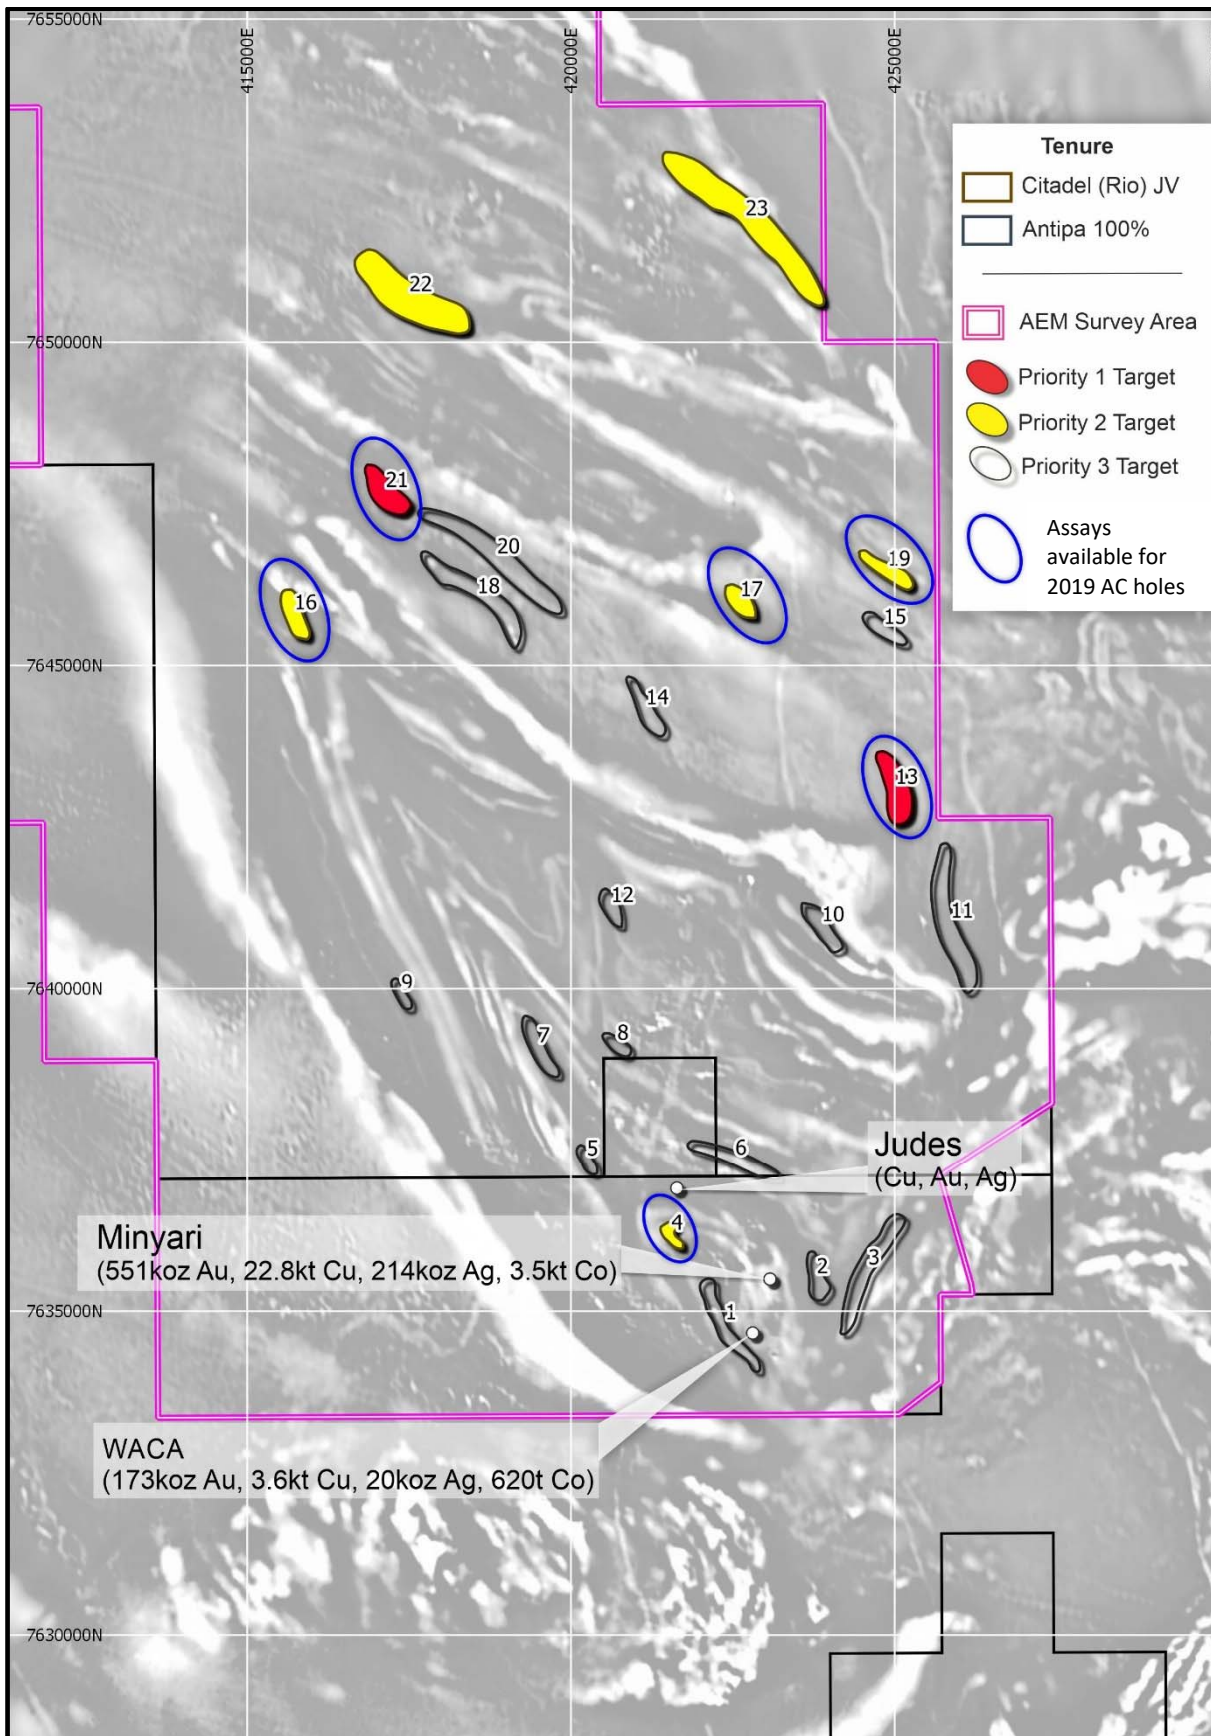 7655000N
415000E
420000E
425000E
Tenure
Citadel (Rio) JV
Antipa 100%
AEM Survey Area
Priority 1 Target
Priority 2 Target
Priority 3 Target
Assays
available for
2019 AC holes
23
22
7650000N
21
20
19
18
17
16
15
7645000N
14
13
12
11
10
9
7640000N
8
7
6
5
Judes
(Cu, Au, Ag)
4
Minyari
(551koz Au, 22.8kt Cu, 214koz Ag, 3.5kt Co)
3
2
1
7635000N
WACA
(173koz Au, 3.6kt Cu, 20koz Ag, 620t Co)
7630000N